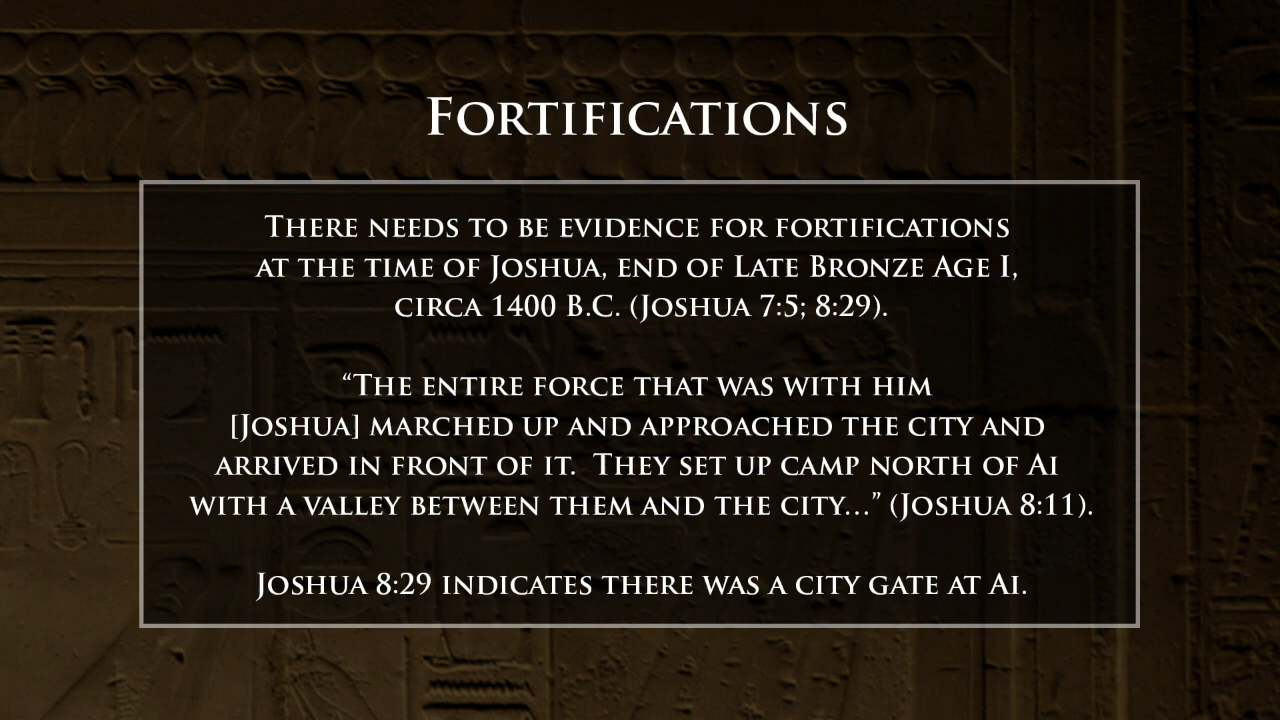 Fortifications
There needs to be evidence for fortifications
at the time of Joshua, end of Late Bronze Age I,
circa 1400 B.C. (Joshua 7:5; 8:29).
“The entire force that was with him
[Joshua] marched up and approached the city and
arrived in front of it.  They set up camp north of Ai
with a valley between them and the city…” (Joshua 8:11).
Joshua 8:29 indicates there was a city gate at Ai.